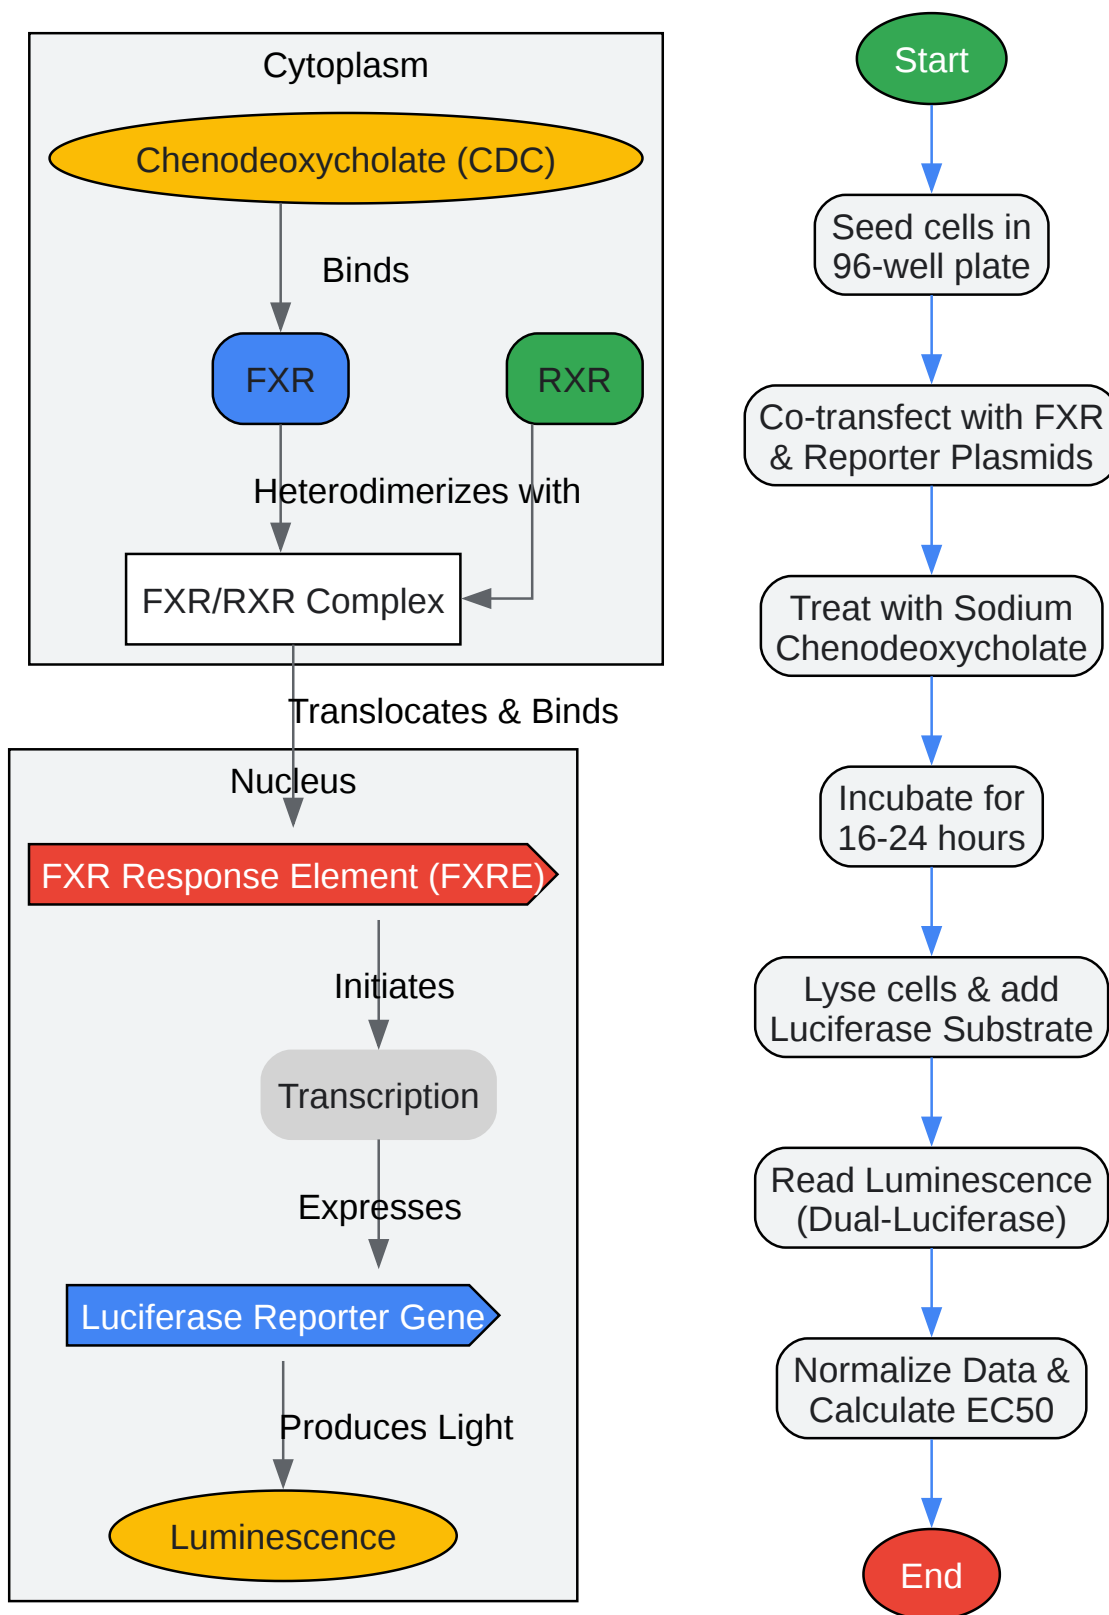 Cytoplasm
Chenodeoxycholate (CDC)
Binds
FXR
RXR
Heterodimerizes with
FXR/RXR Complex
Translocates & Binds
Nucleus
FXR Response Element (FXRE)
Initiates
Transcription
Expresses
Luciferase Reporter Gene
Produces Light
Luminescence
Start
Seed cells in
96-well plate
Co-transfect with FXR
& Reporter Plasmids
Treat with Sodium
Chenodeoxycholate
Incubate for
16-24 hours
Lyse cells & add
Luciferase Substrate
Read Luminescence
(Dual-Luciferase)
Normalize Data &
Calculate EC50
End